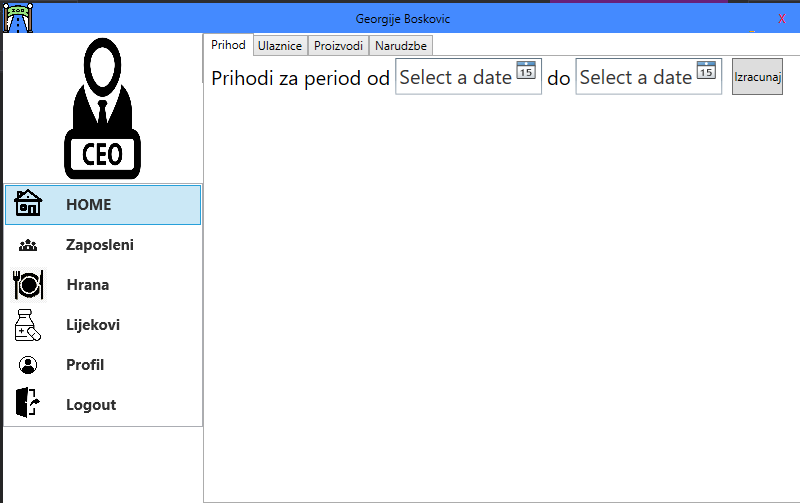 ZOO
Georgije Boskovic
X
CEO
HOME
Zaposleni
Hrana
Lijekovi
Profil
Logout
Prihod Ulaznice Proizvodi Narudzbe
Prihodi za period od Select a date 15 do Select a date 15 Izracunaj